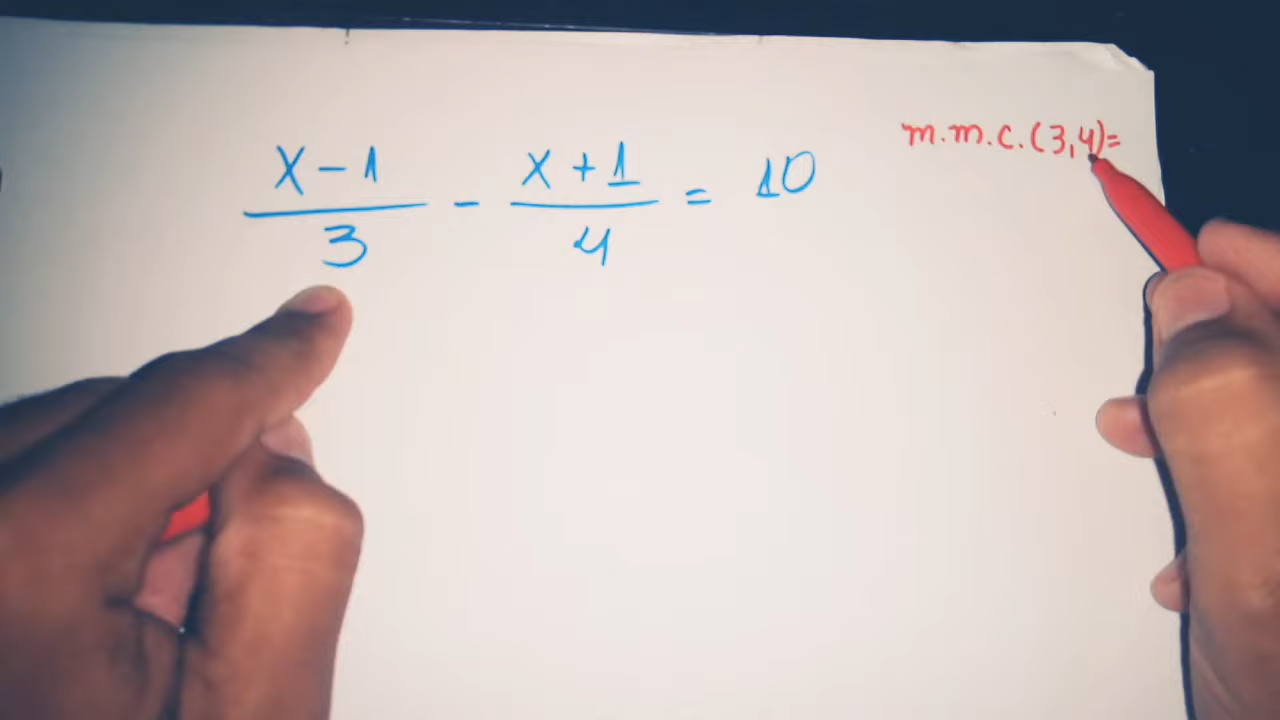 x - 1 x + 1
——— - ——— = 10
3 4
m.m.c.(3,4)=